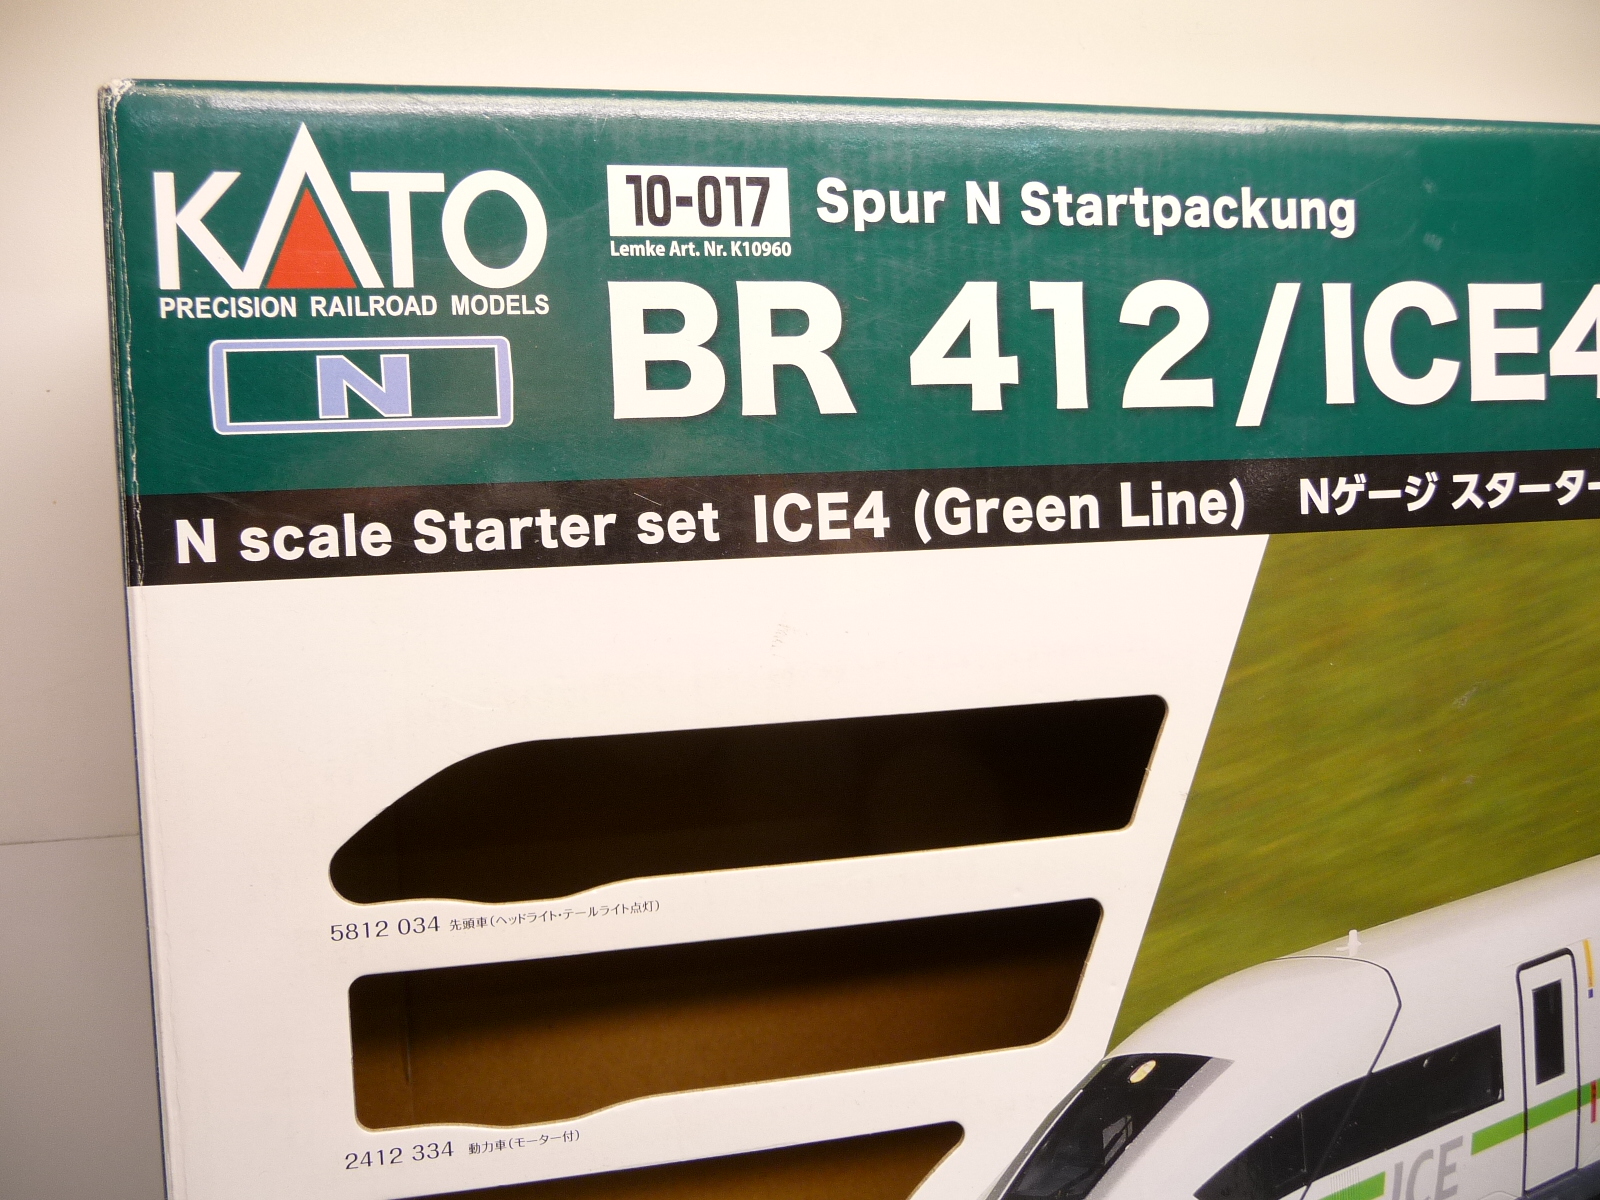 KATO
PRECISION RAILROAD MODELS
N
10-017 Spur N Startpackung
Lemke Art. Nr. K10960
BR 412/ICE4
N scale Starter set ICE4 (Green Line) Nゲージ スターター
5812 034 先頭車(ヘッドライト・テールライト点灯)
2412 334 動力車(モーター付)
ICE